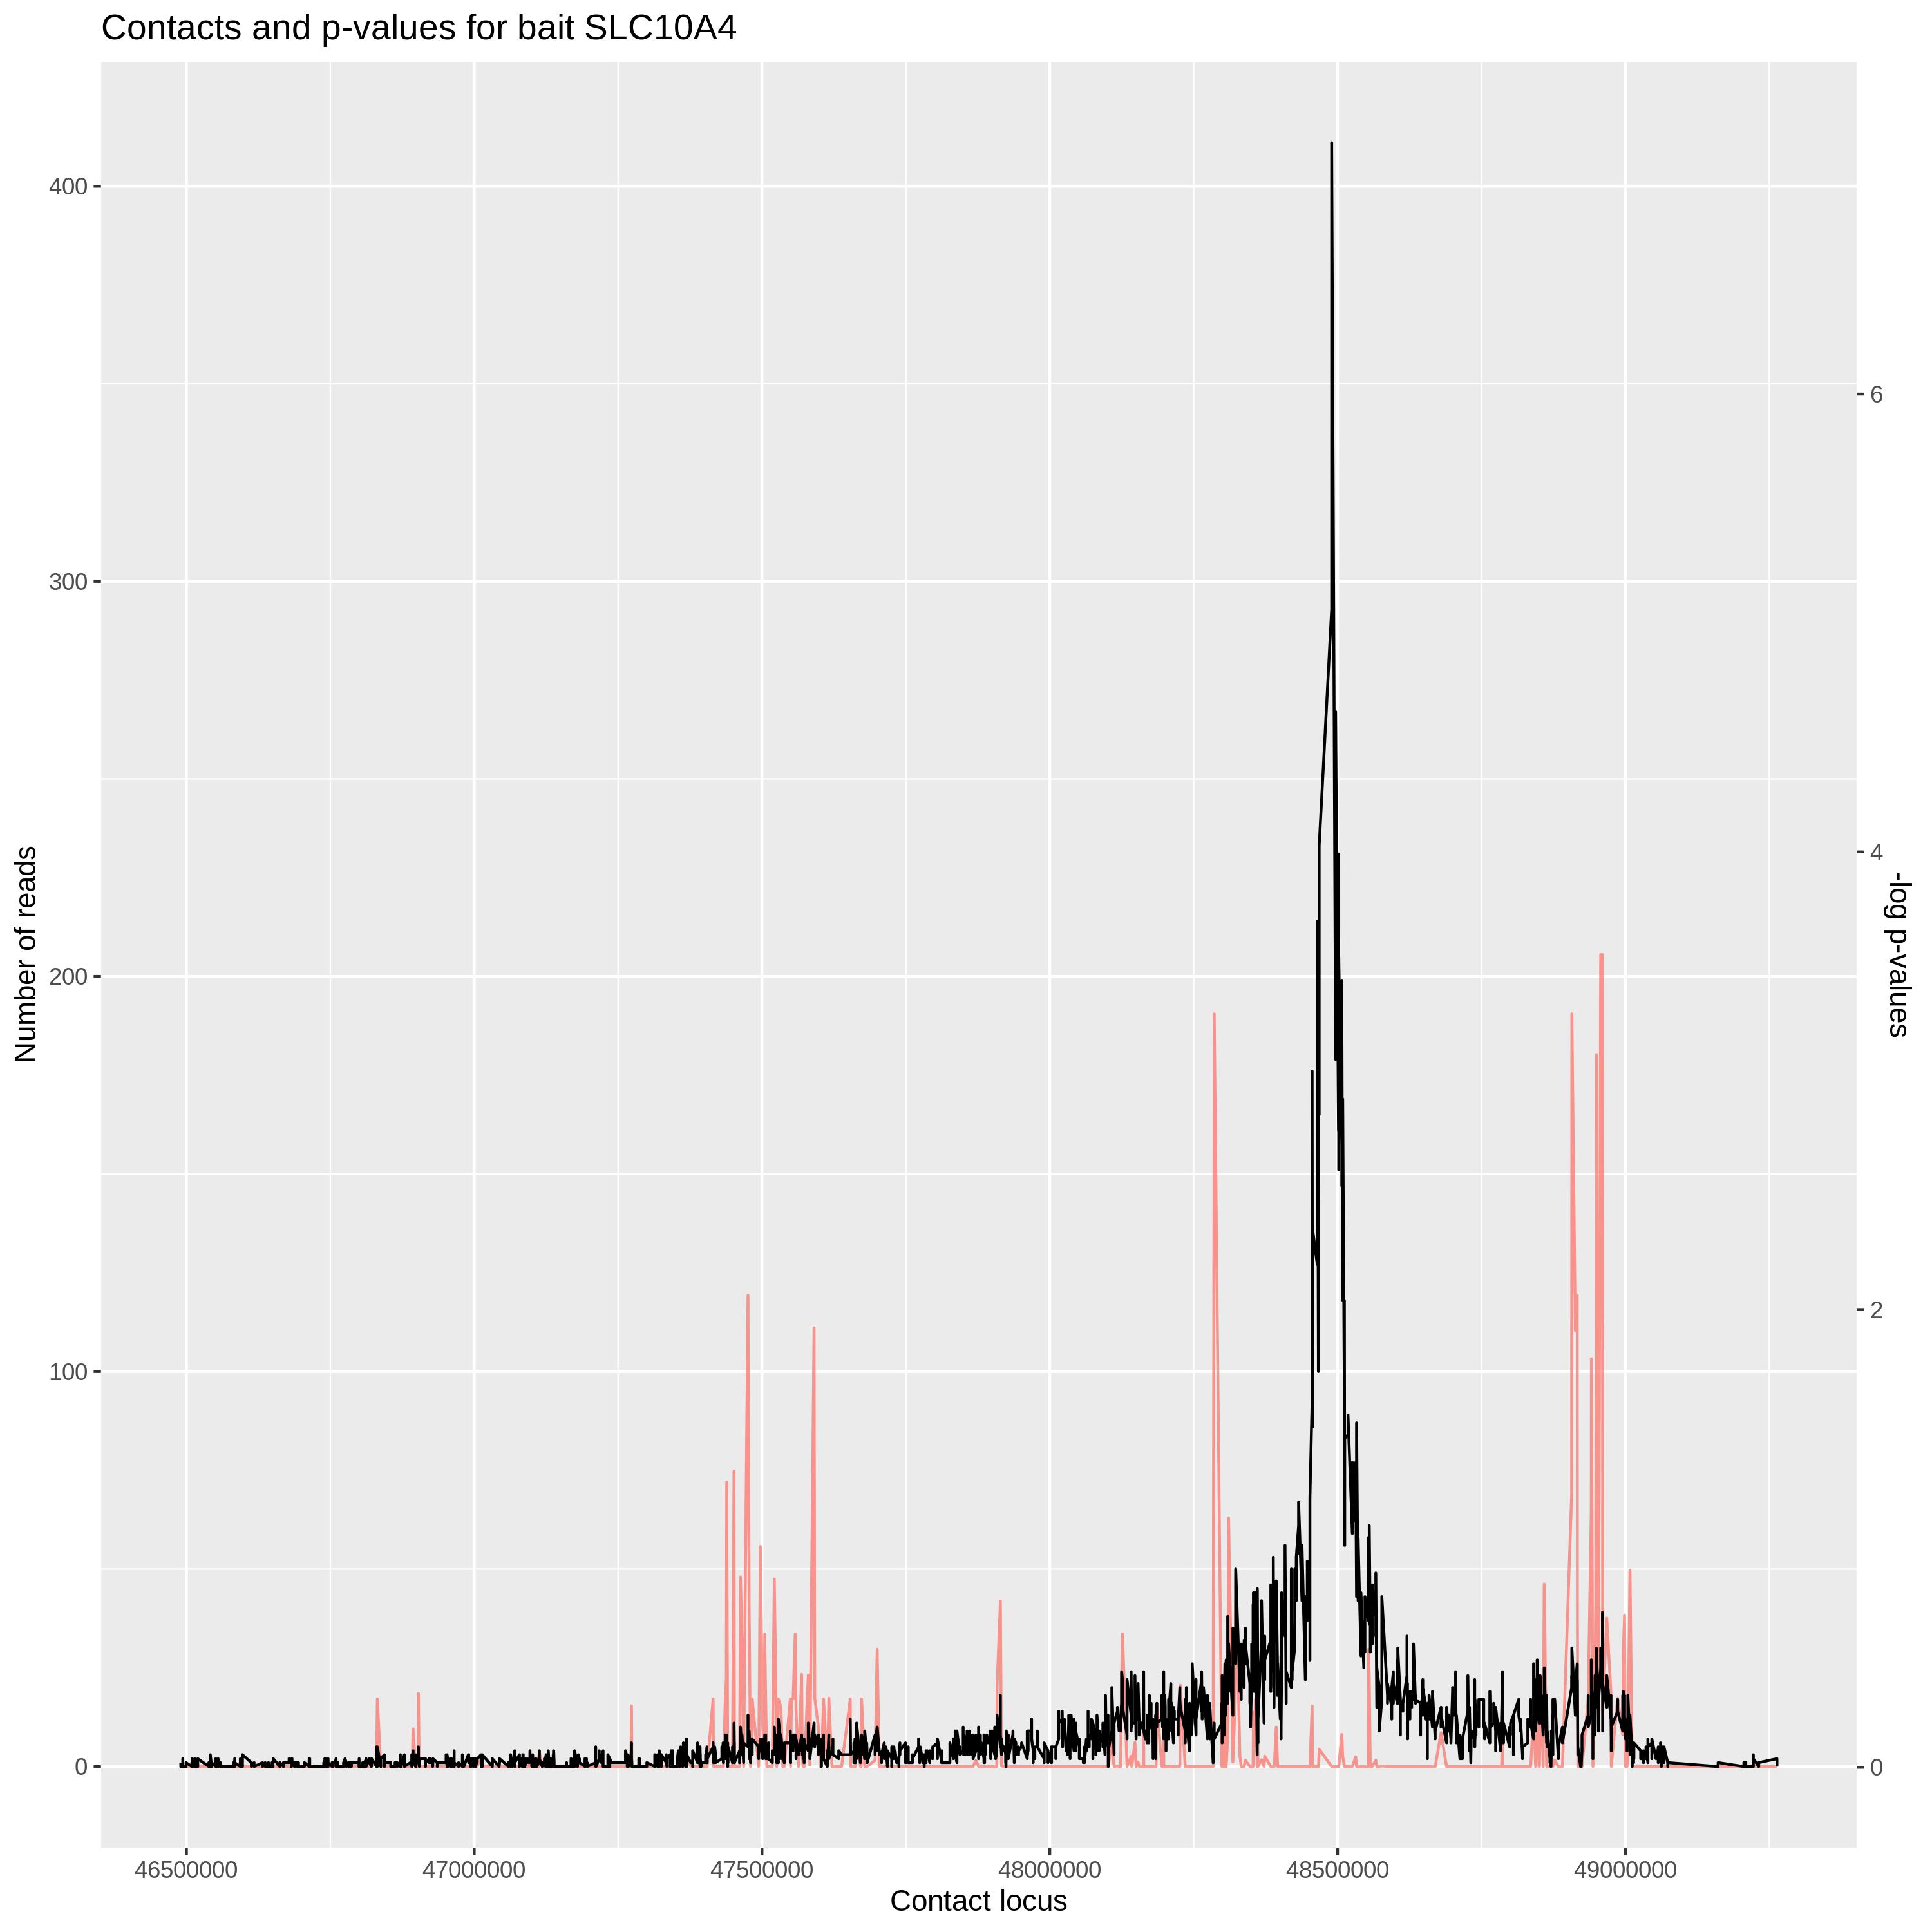 Contacts and p-values for bait SLC10A4
400
300
200
100
0
Number of reads
6
4
2
0
-log p-values
46500000 47000000 47500000 48000000 48500000 49000000
Contact locus